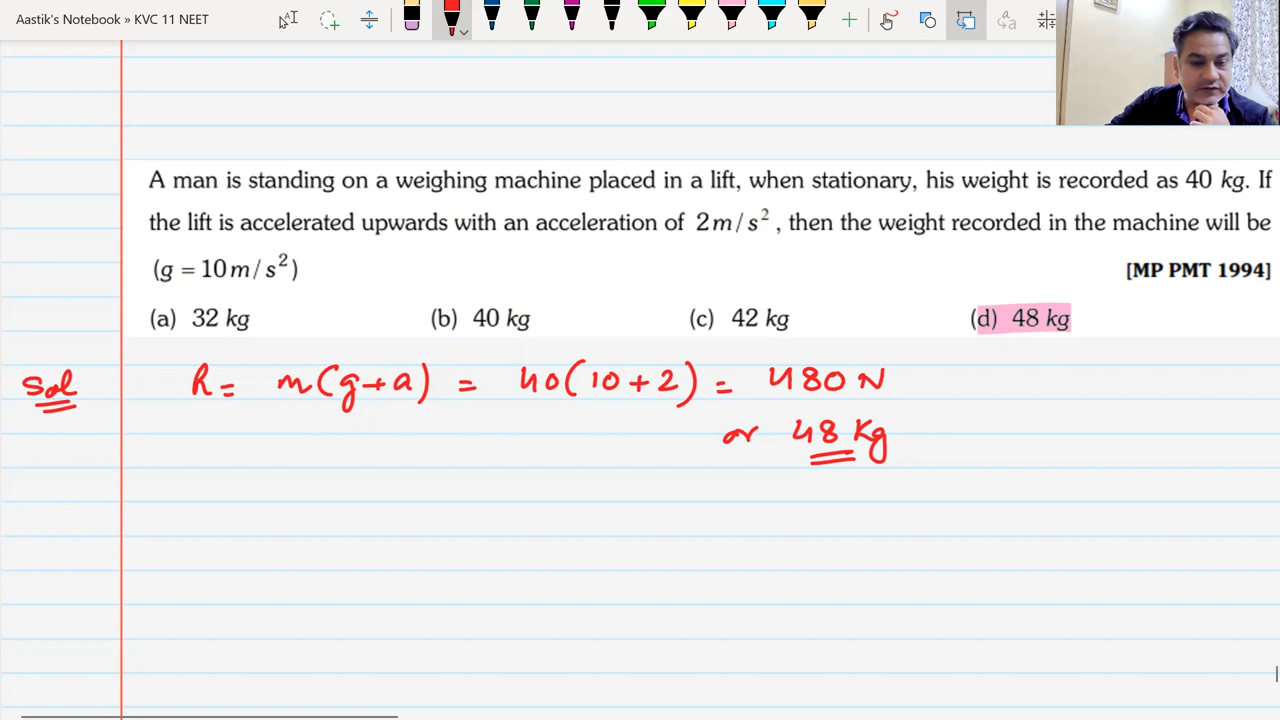 Aastik's Notebook » KVC 11 NEET
A man is standing on a weighing machine placed in a lift, when stationary, his weight is recorded as 40 kg. If
the lift is accelerated upwards with an acceleration of 2 m/s², then the weight recorded in the machine will be
(g = 10 m/s²) [MP PMT 1994]
(a) 32 kg (b) 40 kg (c) 42 kg (d) 48 kg
Sol R = m(g+a) = 40(10+2) = 480 N
or 48 Kg